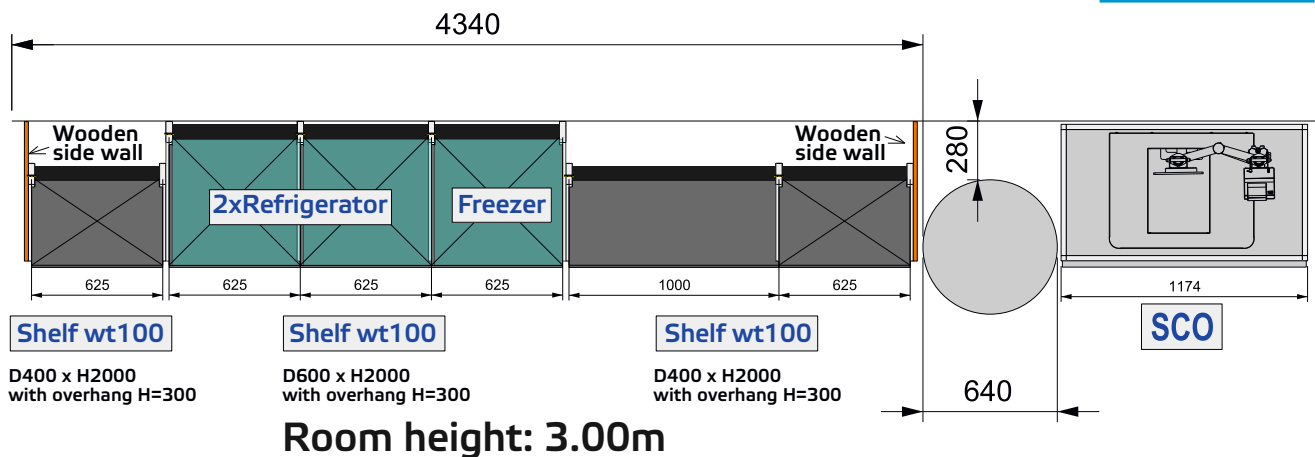 4340
Wooden
side wall
Wooden
side wall
280
2xRefrigerator
Freezer
625
625
625
625
1000
625
1174
Shelf wt100
Shelf wt100
Shelf wt100
SCO
D400 x H2000
with overhang H=300
D600 x H2000
with overhang H=300
D400 x H2000
with overhang H=300
640
Room height: 3.00m